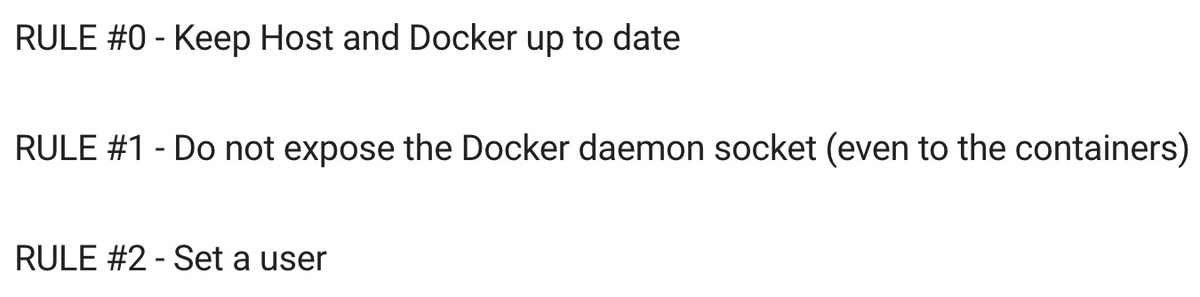 RULE #0 - Keep Host and Docker up to date
RULE #1 - Do not expose the Docker daemon socket (even to the containers)
RULE #2 - Set a user